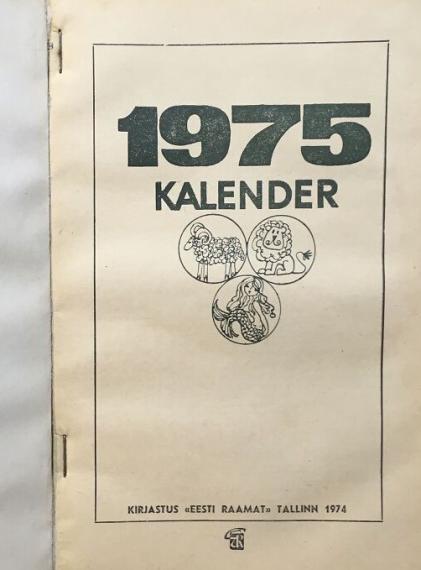 1975
KALENDER
KIRJASTUS «EESTI RAAMAT» TALLINN 1974